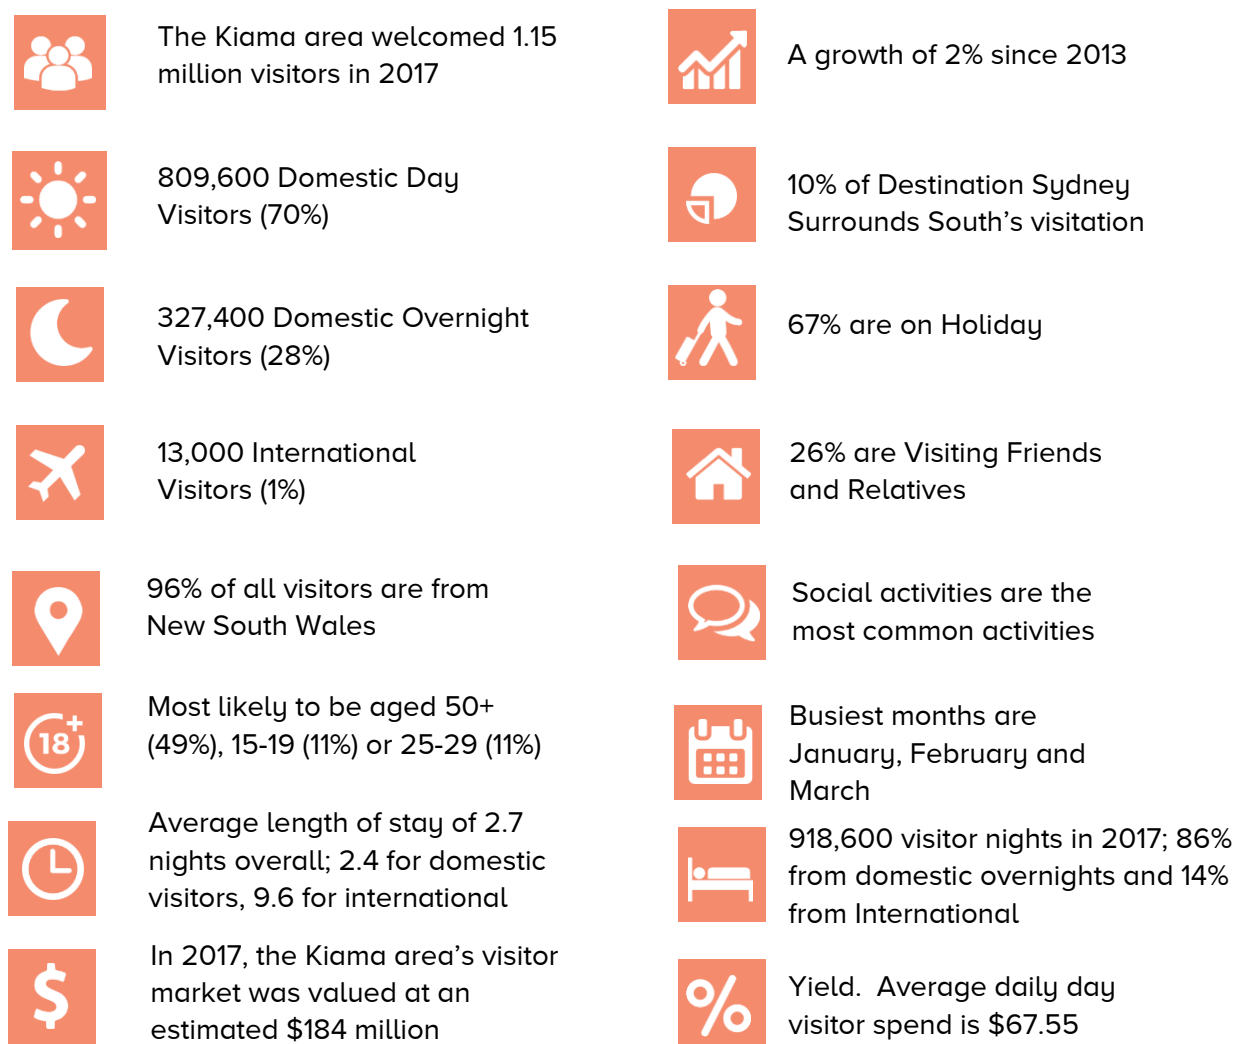 The Kiama area welcomed 1.15
million visitors in 2017
A growth of 2% since 2013
809,600 Domestic Day
Visitors (70%)
10% of Destination Sydney
Surrounds South’s visitation
327,400 Domestic Overnight
Visitors (28%)
67% are on Holiday
13,000 International
Visitors (1%)
26% are Visiting Friends
and Relatives
96% of all visitors are from
New South Wales
Social activities are the
most common activities
18+
Most likely to be aged 50+
(49%), 15-19 (11%) or 25-29 (11%)
Busiest months are
January, February and
March
Average length of stay of 2.7
nights overall; 2.4 for domestic
visitors, 9.6 for international
918,600 visitor nights in 2017; 86%
from domestic overnights and 14%
from International
$
In 2017, the Kiama area’s visitor
market was valued at an
estimated $184 million
%
Yield.  Average daily day
visitor spend is $67.55